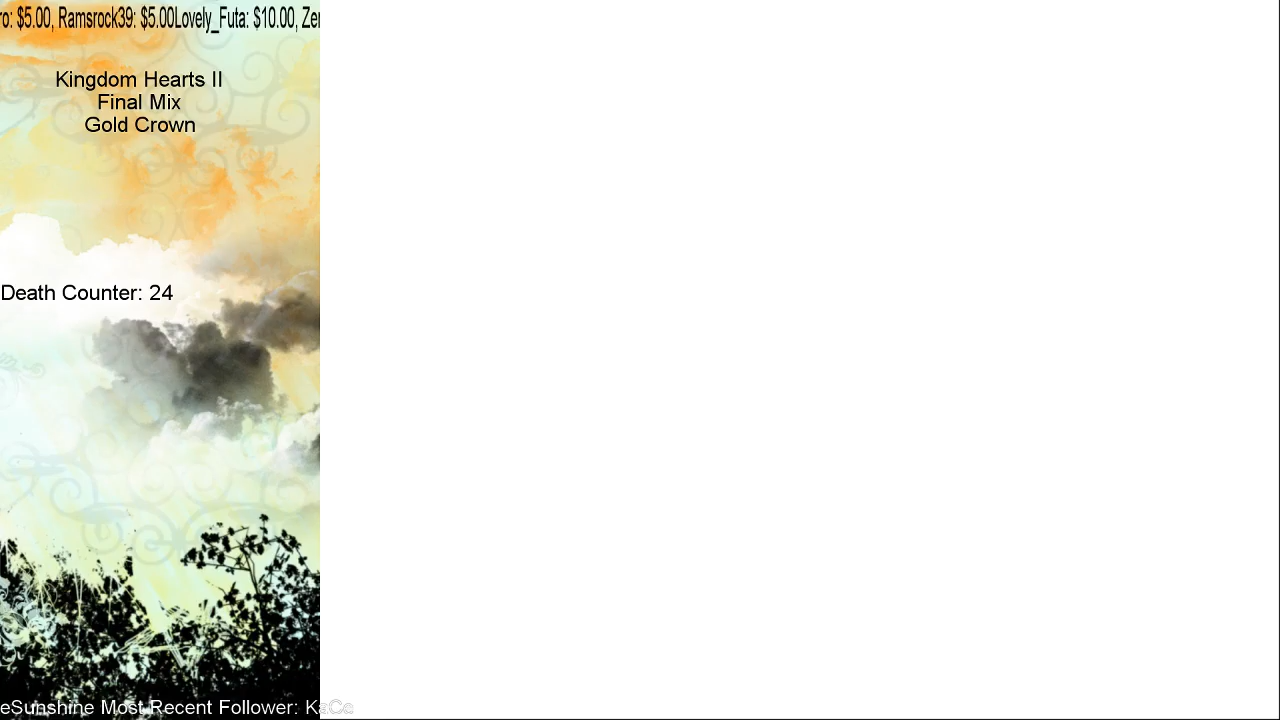 ro: $5.00, Ramsrock39: $5.00Lovely_Futa: $10.00, Zer
Kingdom Hearts II
Final Mix
Gold Crown
Death Counter: 24
eSunshine Most Recent Follower: KaCe